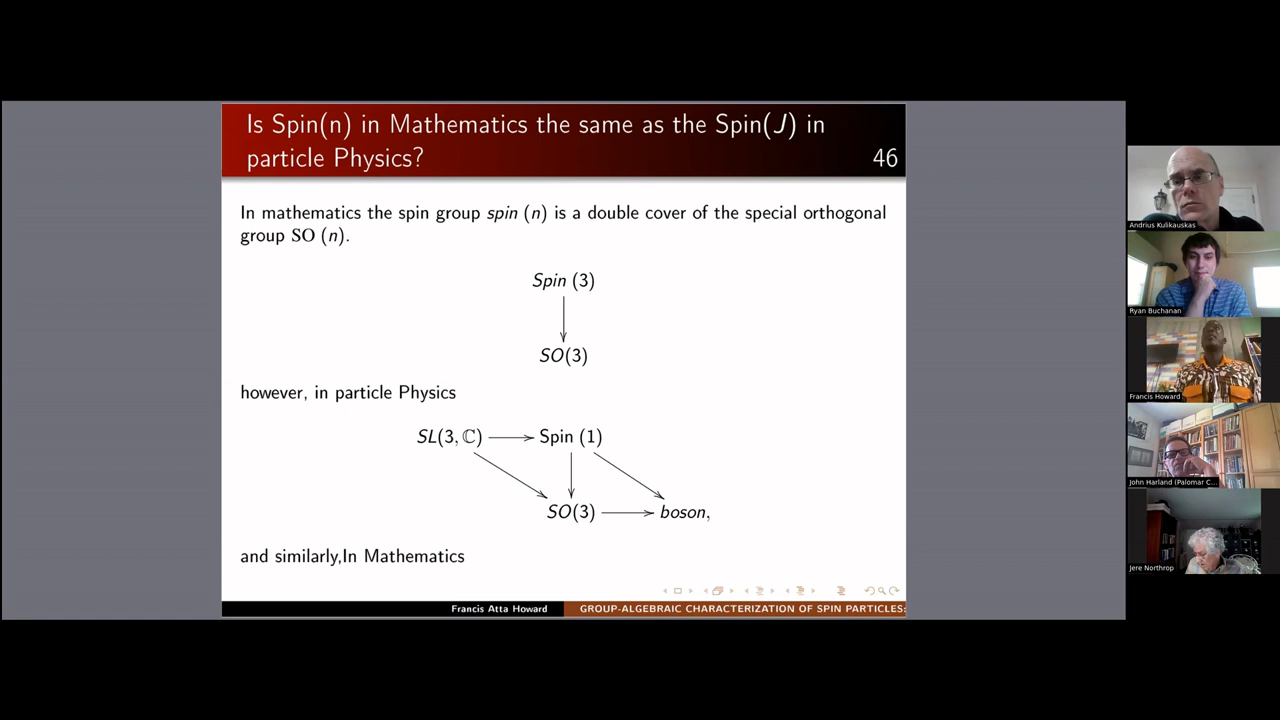 Is Spin(n) in Mathematics the same as the Spin(J) in
particle Physics?
46
In mathematics the spin group spin (n) is a double cover of the special orthogonal
group SO (n).
Spin (3)
SO(3)
however, in particle Physics
SL(3, ℂ)
Spin (1)
SO(3)
boson,
and similarly,In Mathematics
Francis Atta Howard
GROUP-ALGEBRAIC CHARACTERIZATION OF SPIN PARTICLES:
Andrius Kulikauskas
Ryan Buchanan
Francis Howard
John Harland (Palomar C...
Jere Northrop